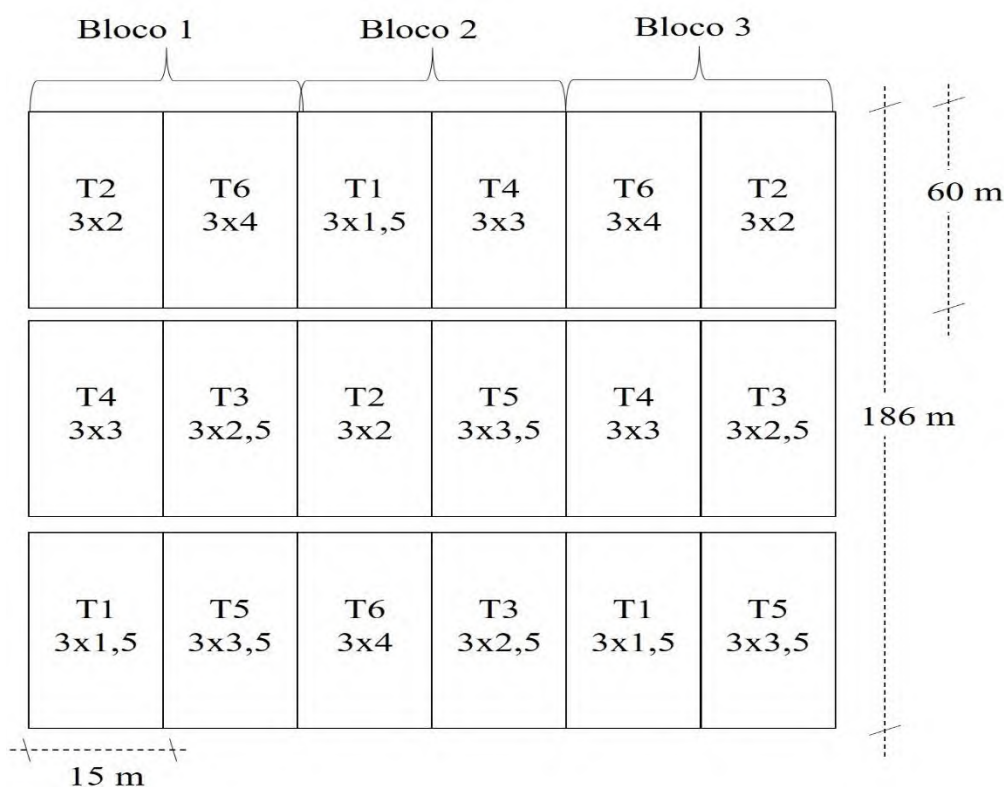 Bloco 1
Bloco 2
Bloco 3
T2
3x2
T6
3x4
T1
3x1,5
T4
3x3
T6
3x4
T2
3x2
60 m
T4
3x3
T3
3x2,5
T2
3x2
T5
3x3,5
T4
3x3
T3
3x2,5
186 m
T1
3x1,5
T5
3x3,5
T6
3x4
T3
3x2,5
T1
3x1,5
T5
3x3,5
15 m